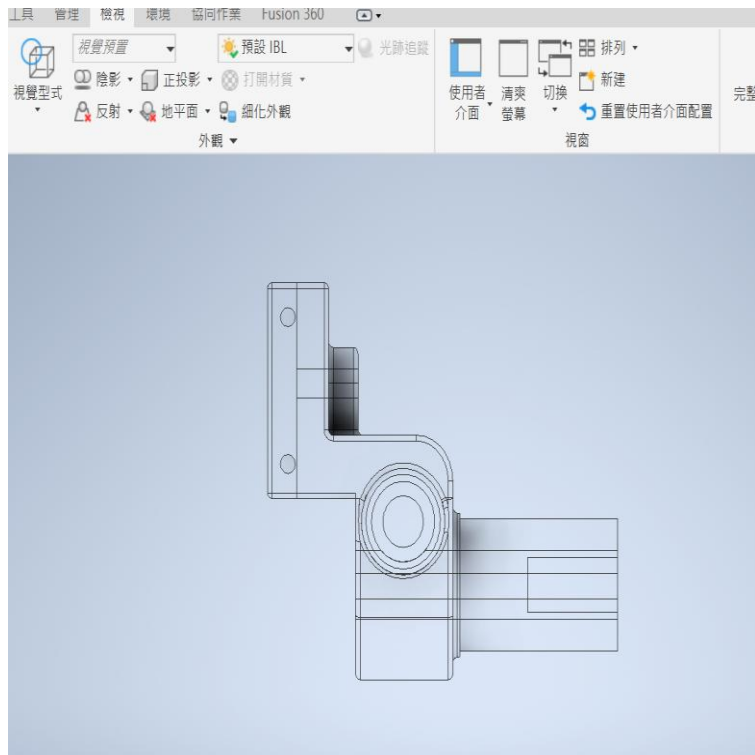 工具 管理 檢視 環境 協同作業 Fusion 360
視覺型式
視覺預置
陰影 正投影
反射 地平面
預設 IBL
光跡追蹤
打開材質
細化外觀
外觀
使用者
介面
清爽
螢幕
切換
排列
新建
重置使用者介面配置
視窗